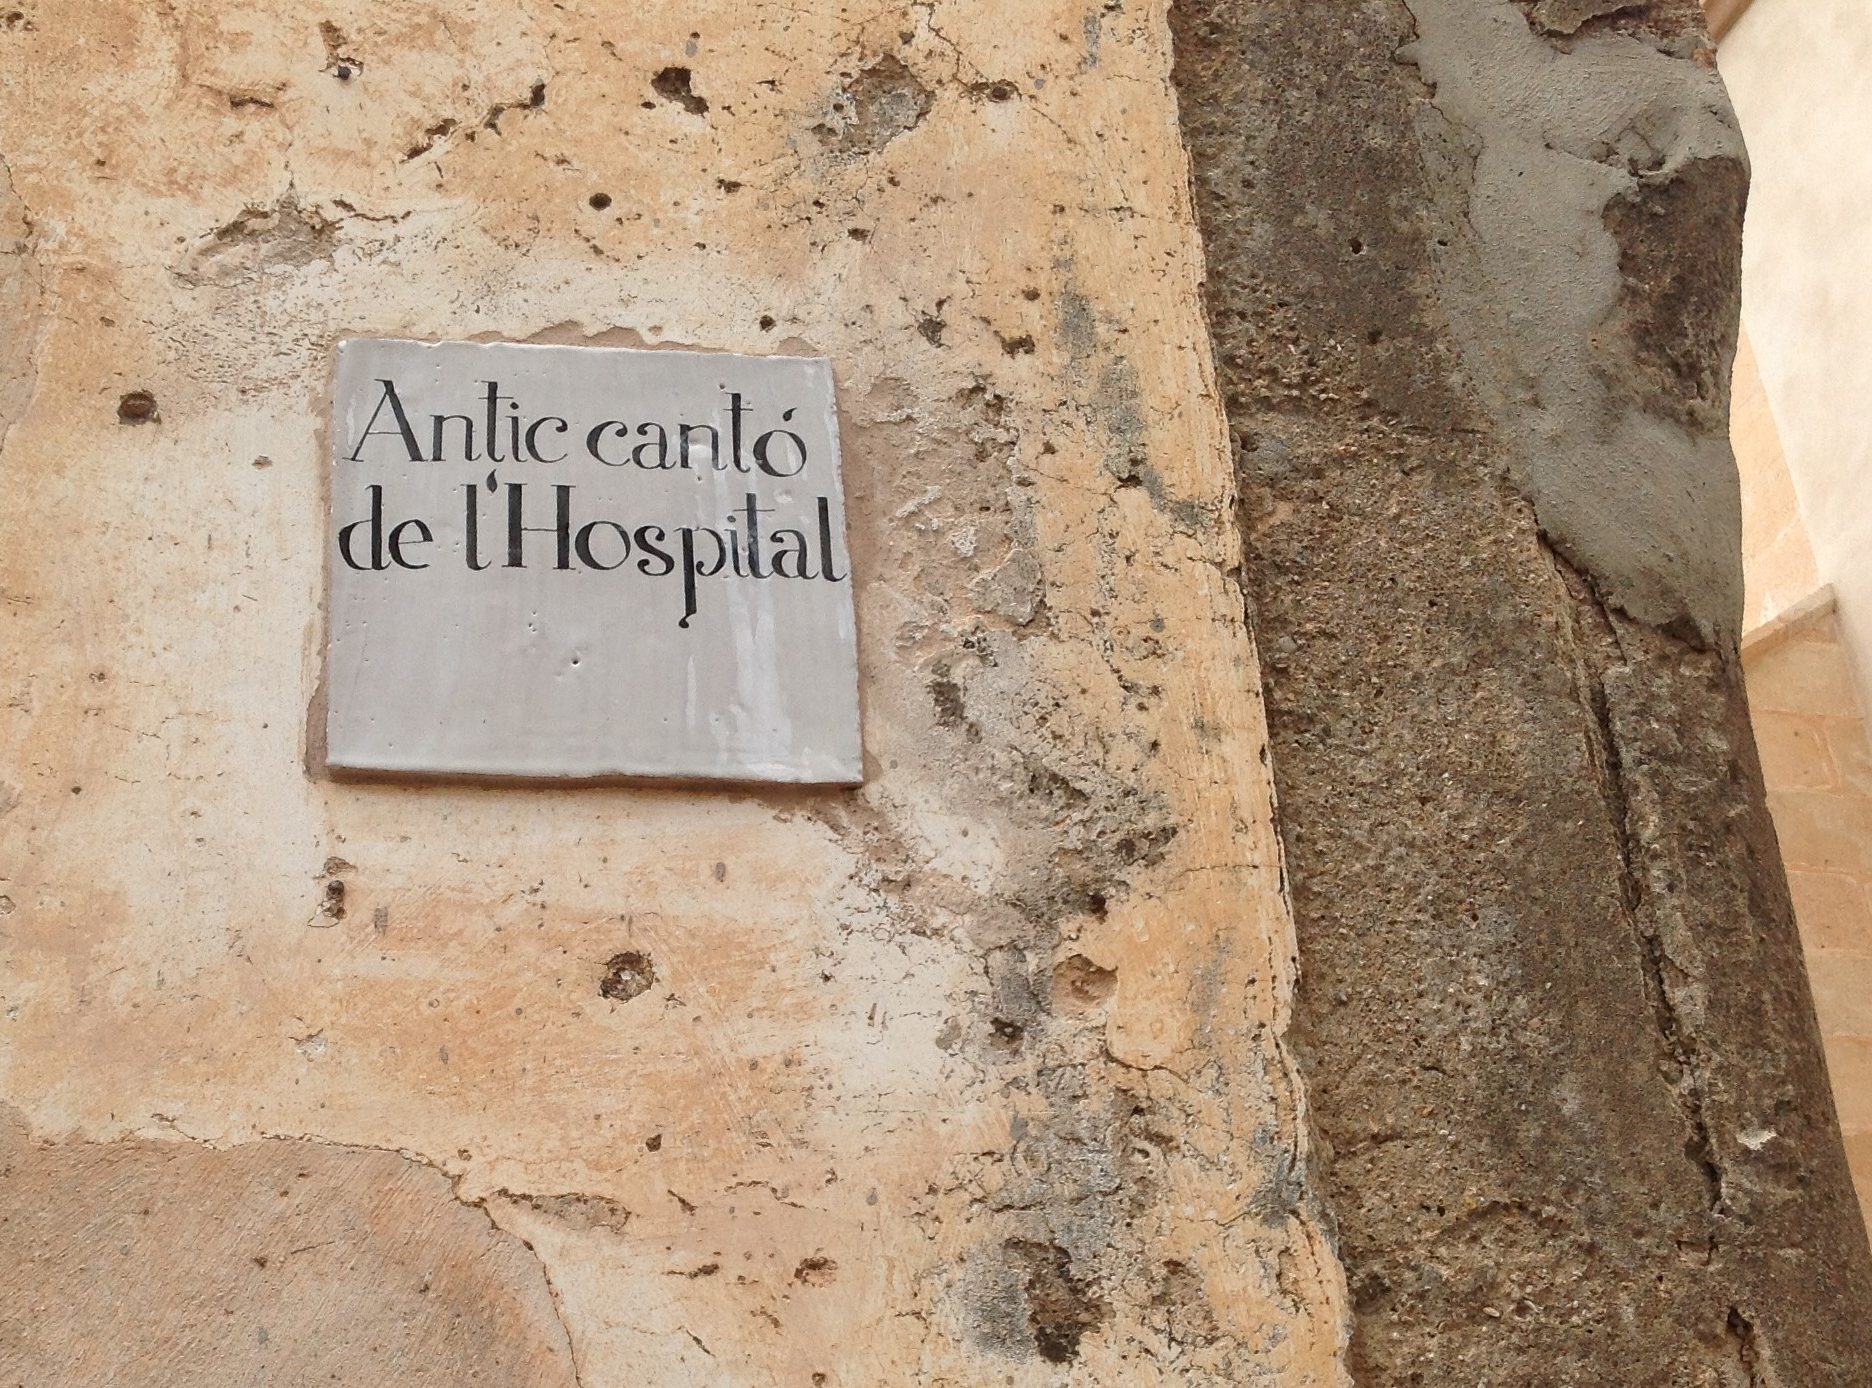 Antic cantó
de l'Hospital